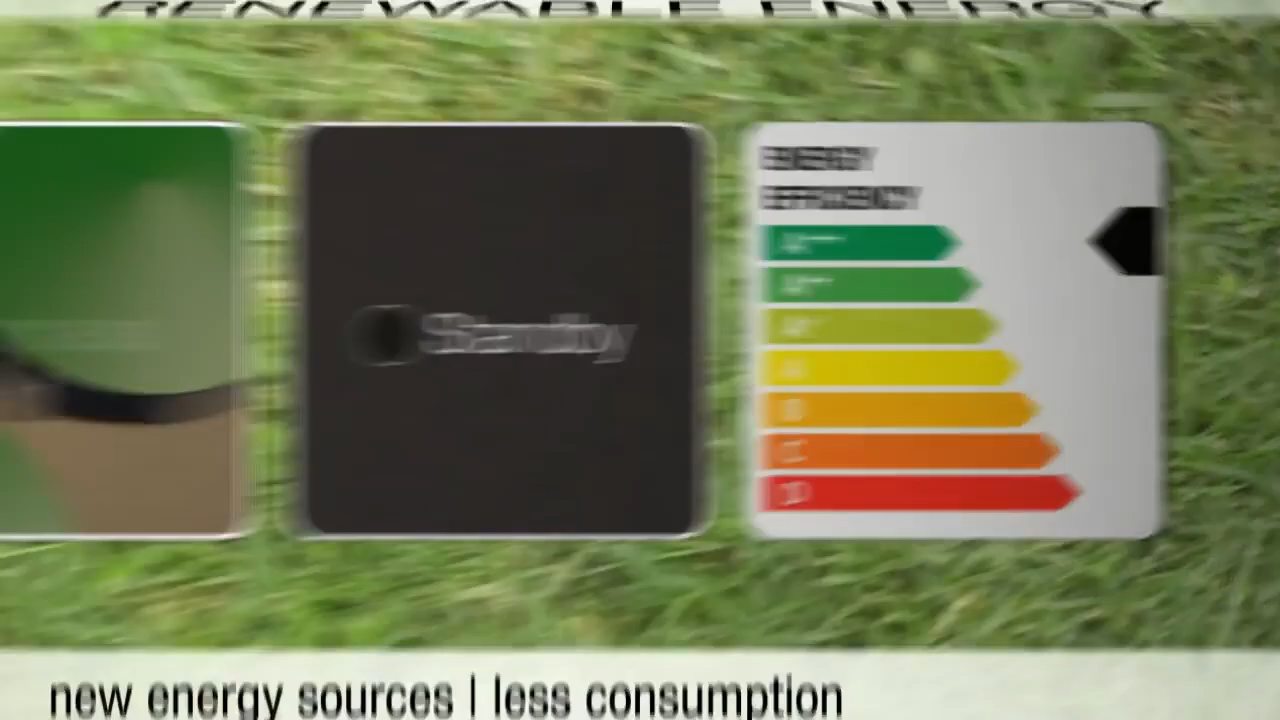 RENEWABLE ENERGY
ENERGY
EFFICIENCY
Standby
A+++
A++
A+
A
B
C
D
new energy sources | less consumption